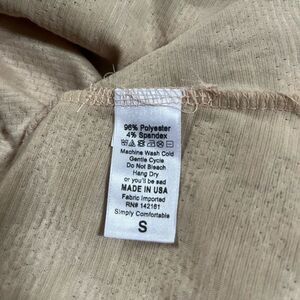 96% Polyester
4% Spandex
Machine Wash Cold
Gentle Cycle
Do Not Bleach
Hang Dry
or you'll be sad
MADE IN USA
Fabric Imported
RN# 142161
Simply Comfortable
S